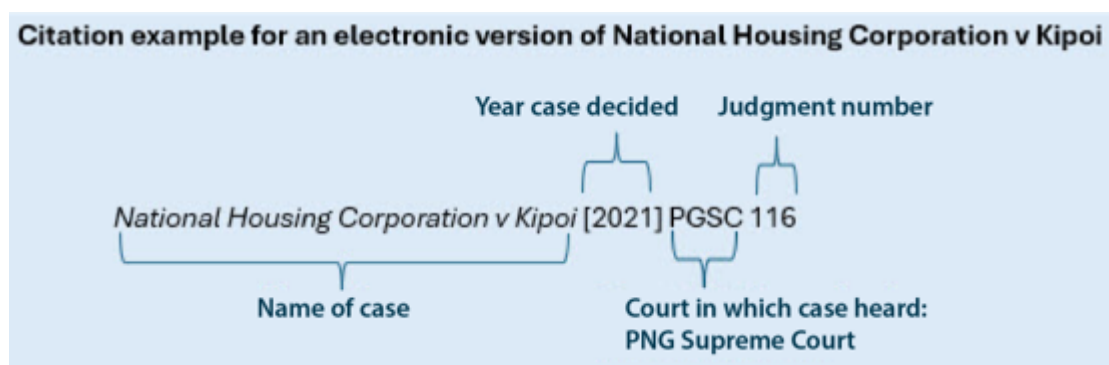 Citation example for an electronic version of National Housing Corporation v Kipoi
Year case decided
Judgment number
National Housing Corporation v Kipoi [2021] PGSC 116
Name of case
Court in which case heard:
PNG Supreme Court